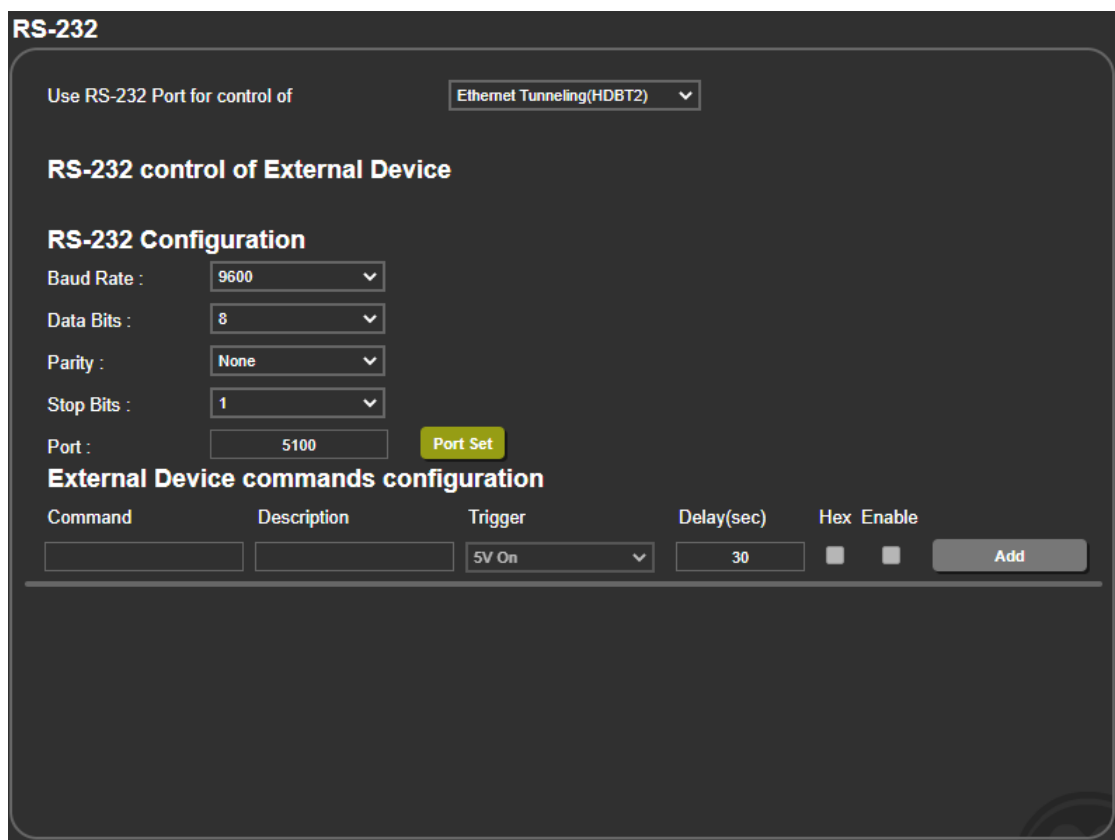 RS-232
Use RS-232 Port for control of Ethernet Tunneling(HDBT2)
RS-232 control of External Device
RS-232 Configuration
Baud Rate : 9600
Data Bits : 8
Parity : None
Stop Bits : 1
Port : 5100 Port Set
External Device commands configuration
Command Description Trigger Delay(sec) Hex Enable
5V On 30 Add